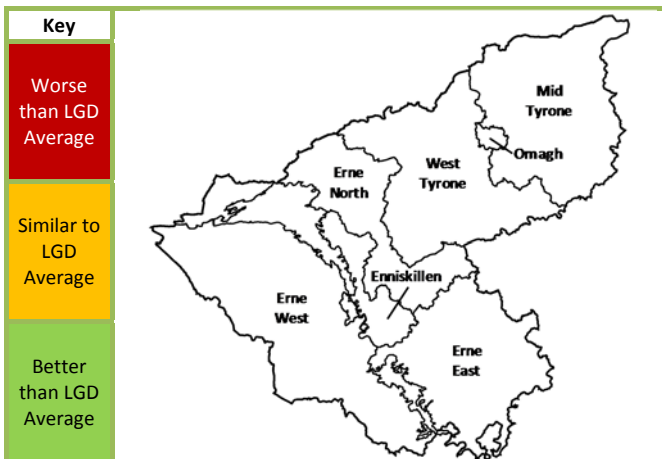 Key
Worse
than LGD
Average
Similar to
LGD
Average
Better
than LGD
Average
Mid
Tyrone
Omagh
West
Tyrone
Erne
North
Enniskillen
Erne
West
Erne
East